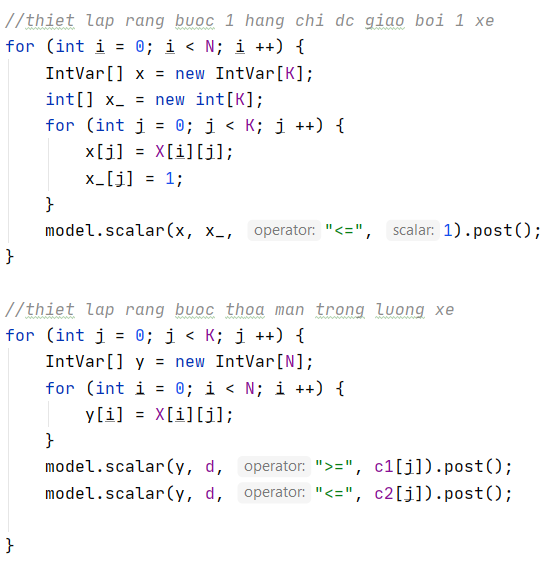 //thiet lap rang buoc 1 hang chi dc giao boi 1 xe
for (int i = 0; i < N; i ++) {
    IntVar[] x = new IntVar[K];
    int[] x_ = new int[K];
    for (int j = 0; j < K; j ++) {
        x[j] = X[i][j];
        x_[j] = 1;
    }
    model.scalar(x, x_, operator: "<=", scalar: 1).post();
}
//thiet lap rang buoc thoa man trong luong xe
for (int j = 0; j < K; j ++) {
    IntVar[] y = new IntVar[N];
    for (int i = 0; i < N; i ++) {
        y[i] = X[i][j];
    }
    model.scalar(y, d, operator: ">=", c1[j]).post();
    model.scalar(y, d, operator: "<=", c2[j]).post();
}